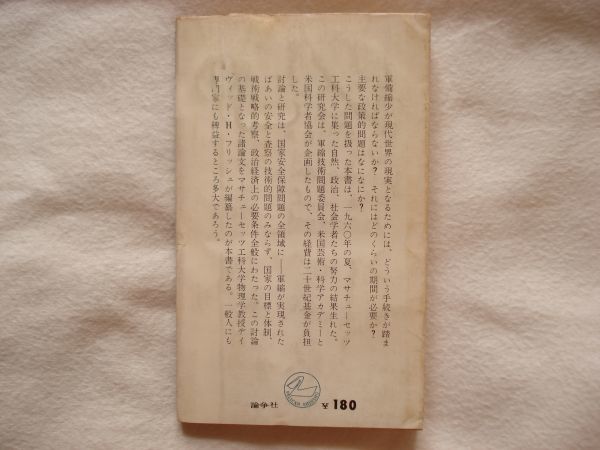 軍備縮少が現代世界の現実となるためには、どういう手続きが踏ま
れなければならないか？ それにはどのくらいの期間が必要か？
主要な政策的問題はなになにか？
こうした問題を扱った本書は、一九六〇年の夏、マサチューセッツ
工科大学に集った自然、政治、社会学者たちの努力の結果生れた。
この研究会は、軍縮技術問題委員会、米国芸術・科学アカデミーと
米国科学者協会が企画したもので、その経費は二十世紀基金が負担
した。
討論と研究は、国家安全保障問題の全領域に――軍縮が実現された
ばあいの安全と査察の技術的問題のみならず、国家の目標と体制、
戦術戦略的考察、政治経済上の必要条件全般にわたった。この討論
の基礎となった諸論文をマサチューセッツ工科大学物理学教授デイ
ヴィッド・H・フリッシュが編纂したのが本書である。一般人にも
専門家にも裨益するところ多大であろう。
論争社
¥ 180